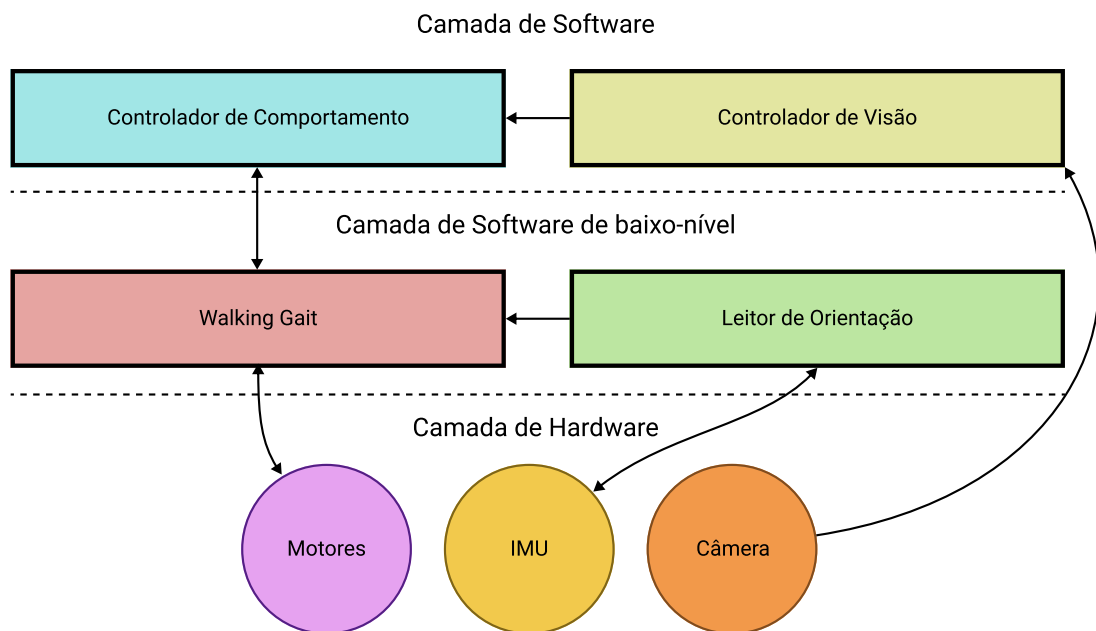 Camada de Software
Controlador de Comportamento
Controlador de Visão
Camada de Software de baixo-nível
Walking Gait
Leitor de Orientação
Camada de Hardware
Motores
IMU
Câmera